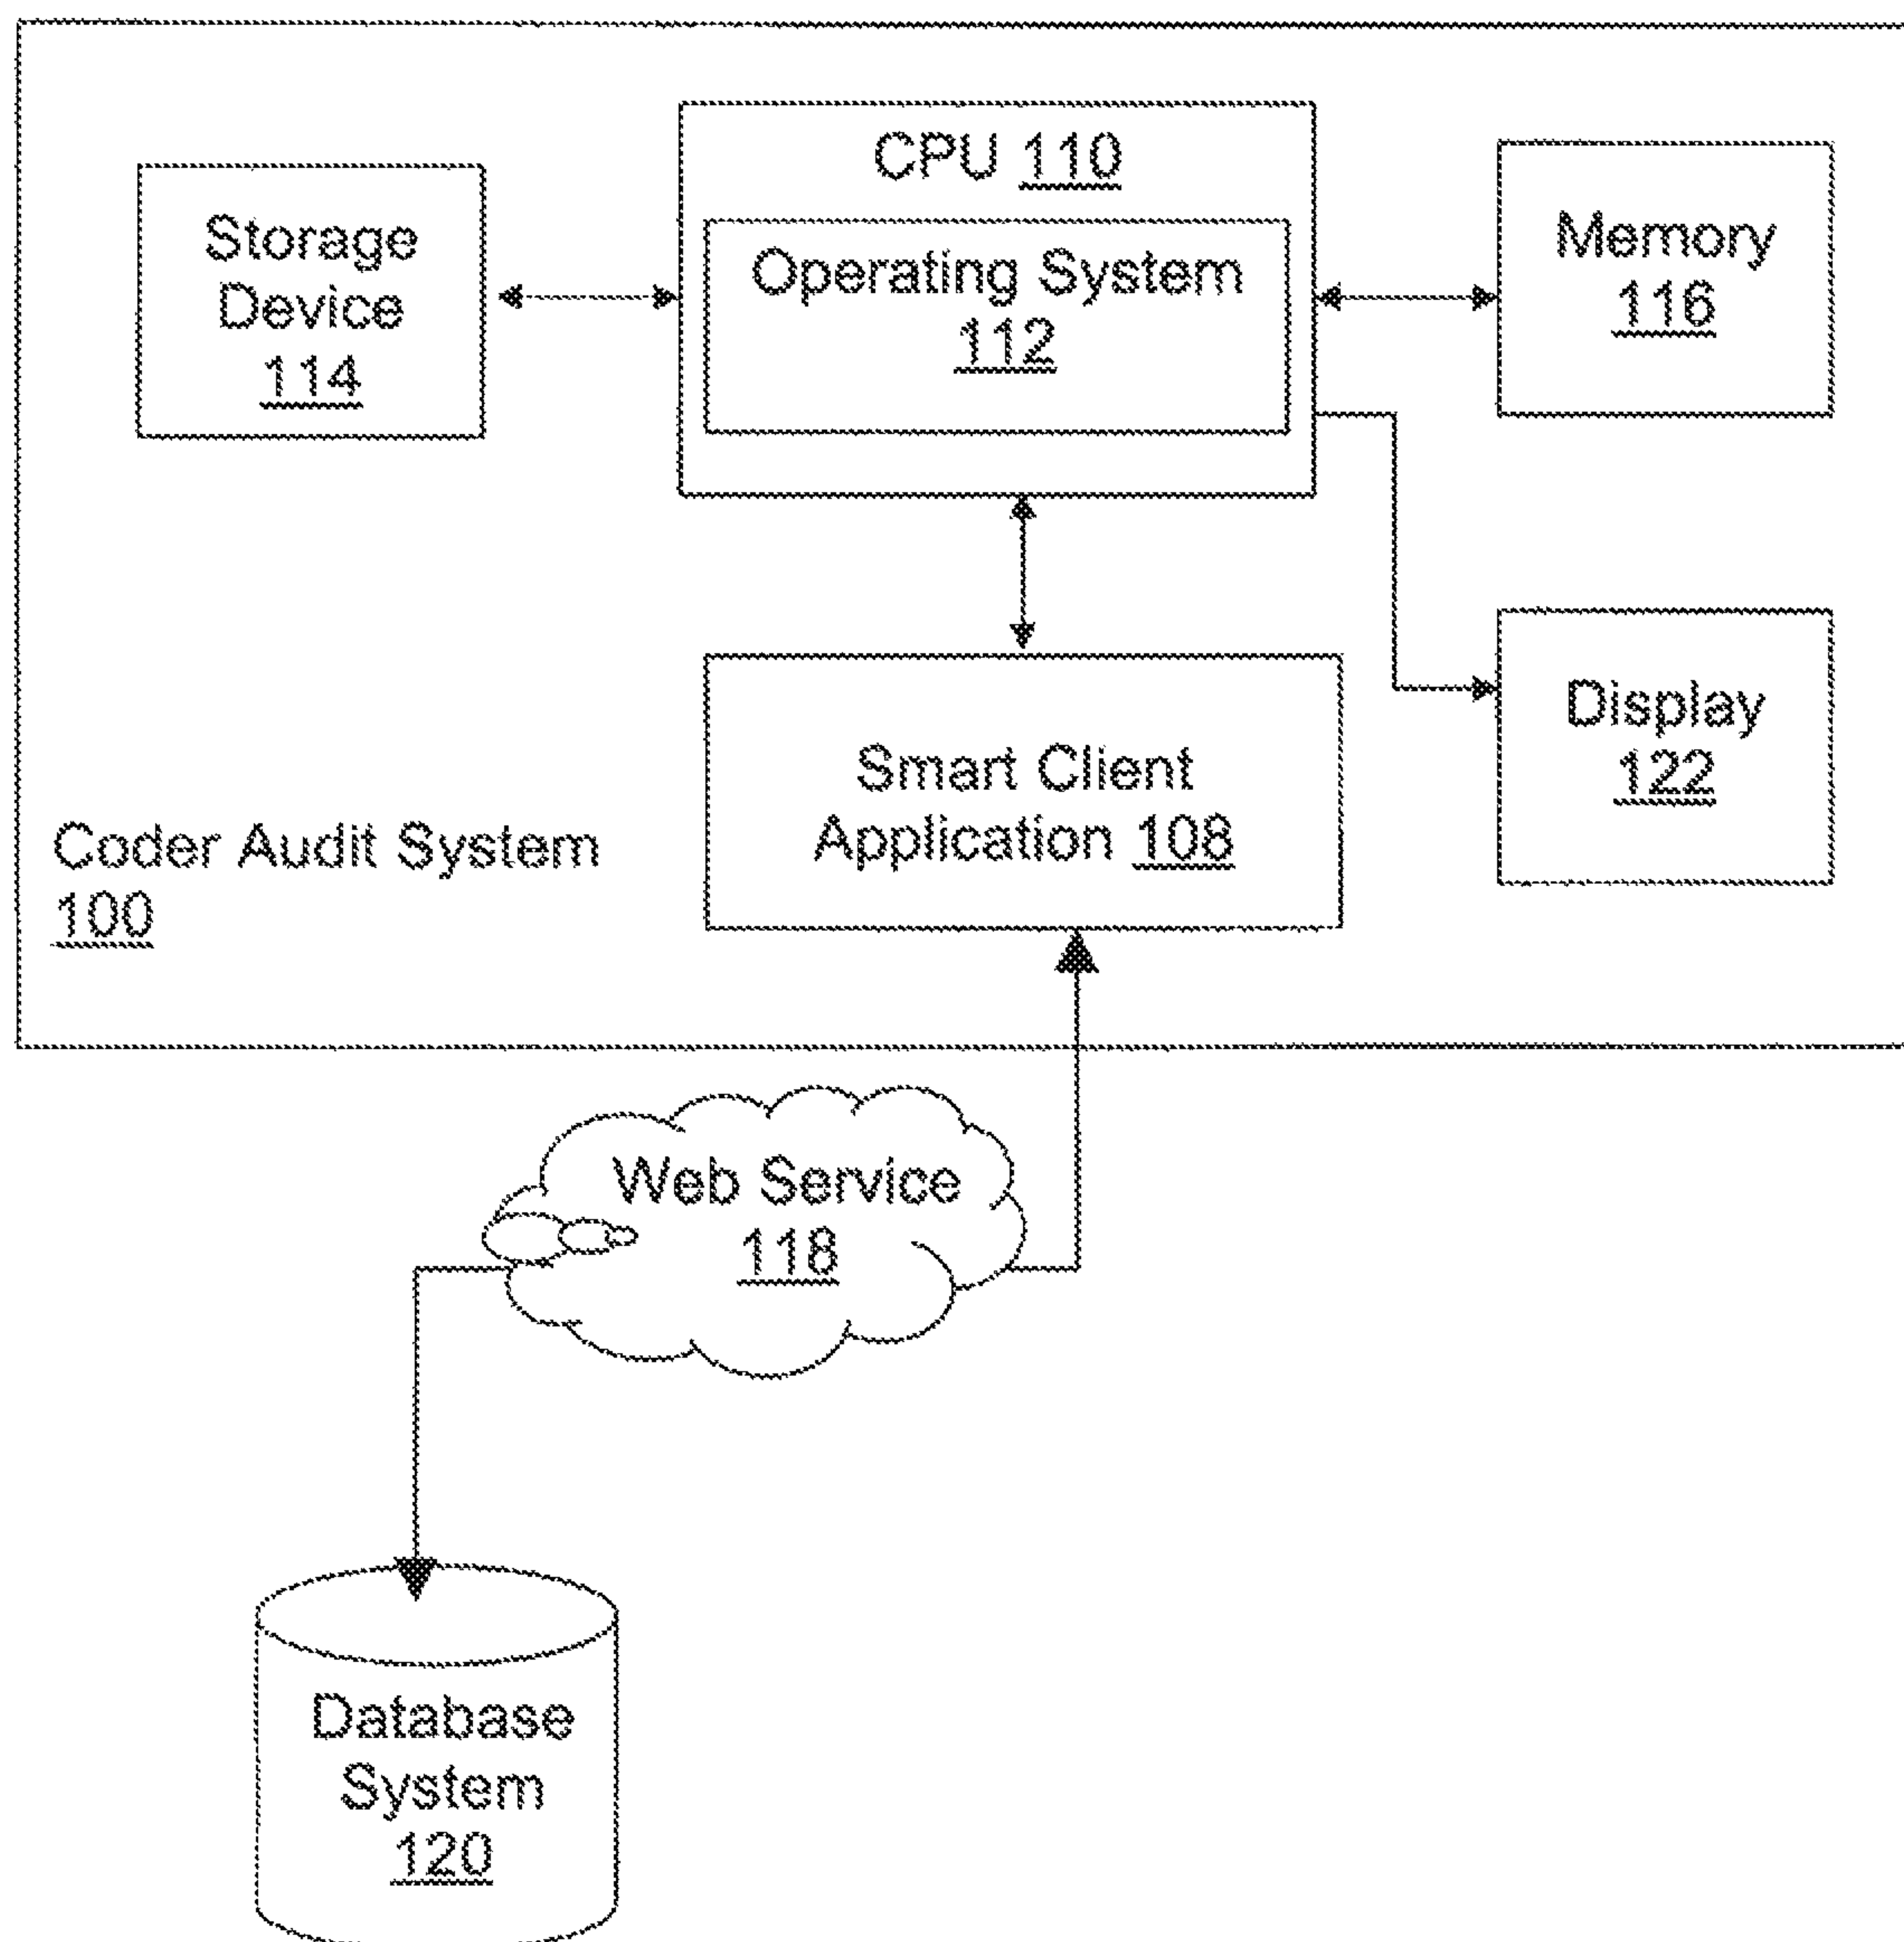 CPU 110
Storage
Device
114
Operating System
112
Memory
116
Smart Client
Application 108
Display
122
Coder Audit System
100
Web Service
118
Database
System
120